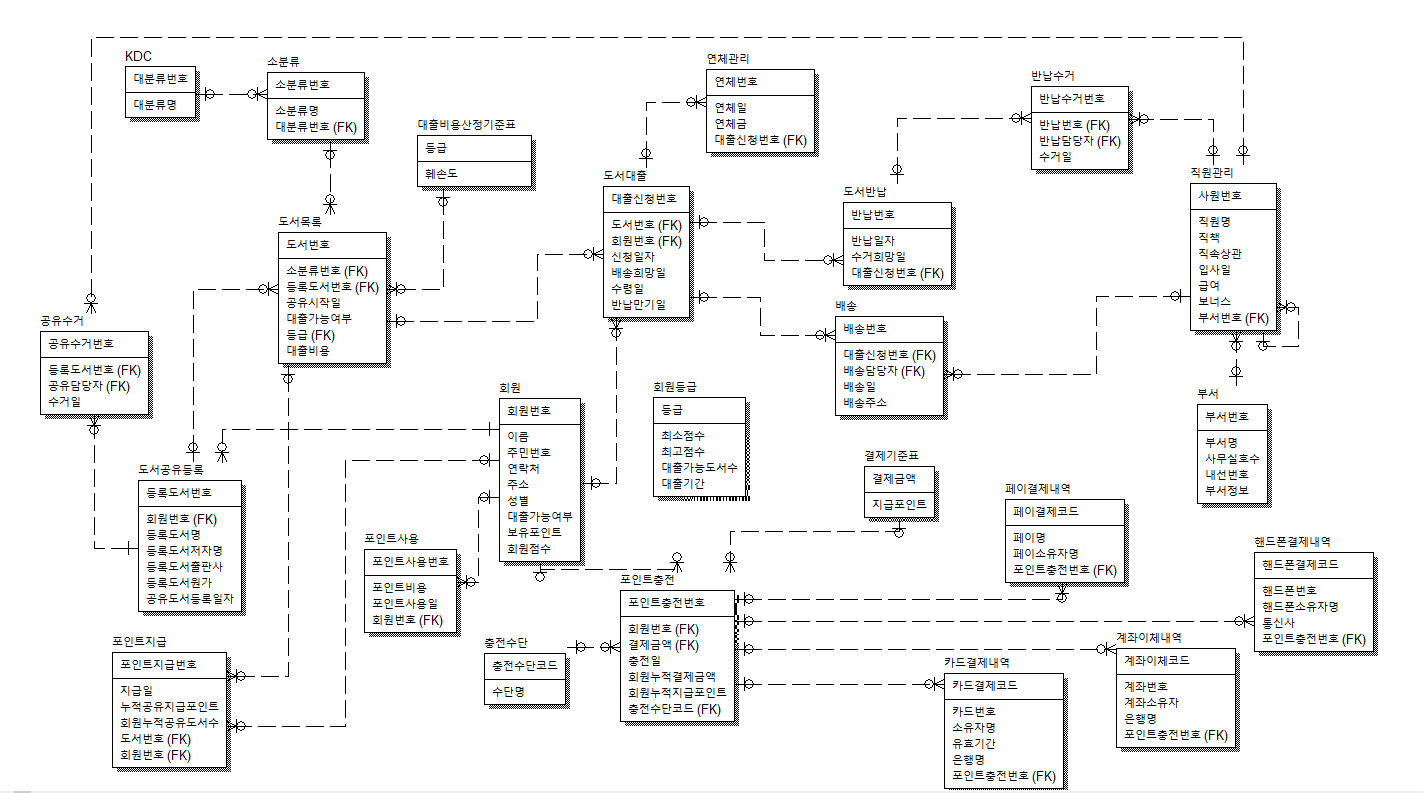 KDC
대분류번호
대분류명
소분류
소분류번호
소분류명
대분류번호 (FK)
대출비용산정기준표
등급
훼손도
연체관리
연체번호
연체일
연체금
대출신청번호 (FK)
반납수거
반납수거번호
반납번호 (FK)
반납담당자 (FK)
수거일
도서목록
도서번호
소분류번호 (FK)
등록도서번호 (FK)
공유시작일
대출가능여부
등급 (FK)
대출비용
도서대출
대출신청번호
도서번호 (FK)
회원번호 (FK)
신청일자
배송희망일
수령일
반납만기일
도서반납
반납번호
반납일자
수거희망일
대출신청번호 (FK)
직원관리
사원번호
직원명
직책
직속상관
입사일
급여
보너스
부서번호 (FK)
공유수거
공유수거번호
등록도서번호 (FK)
공유담당자 (FK)
수거일
배송
배송번호
대출신청번호 (FK)
배송담당자 (FK)
배송일
배송주소
회원
회원번호
이름
주민번호
연락처
주소
성별
대출가능여부
보유포인트
회원점수
회원등급
등급
최소점수
최고점수
대출가능도서수
대출기간
부서
부서번호
부서명
사무실호수
내선번호
부서정보
도서공유등록
등록도서번호
회원번호 (FK)
등록도서명
등록도서저자명
등록도서출판사
등록도서원가
공유도서등록일자
결제기준표
결제금액
지급포인트
페이결제내역
페이결제코드
페이명
페이소유자명
포인트충전번호 (FK)
포인트사용
포인트사용번호
포인트비용
포인트사용일
회원번호 (FK)
핸드폰결제내역
핸드폰결제코드
핸드폰번호
핸드폰소유자명
통신사
포인트충전번호 (FK)
포인트충전
포인트충전번호
회원번호 (FK)
결제금액 (FK)
충전일
회원누적결제금액
회원누적지급포인트
충전수단코드 (FK)
포인트지급
포인트지급번호
지급일
누적공유지급포인트
회원누적공유도서수
도서번호 (FK)
회원번호 (FK)
충전수단
충전수단코드
수단명
계좌이체내역
계좌이체코드
계좌번호
계좌소유자
은행명
포인트충전번호 (FK)
카드결제내역
카드결제코드
카드번호
소유자명
유효기간
은행명
포인트충전번호 (FK)